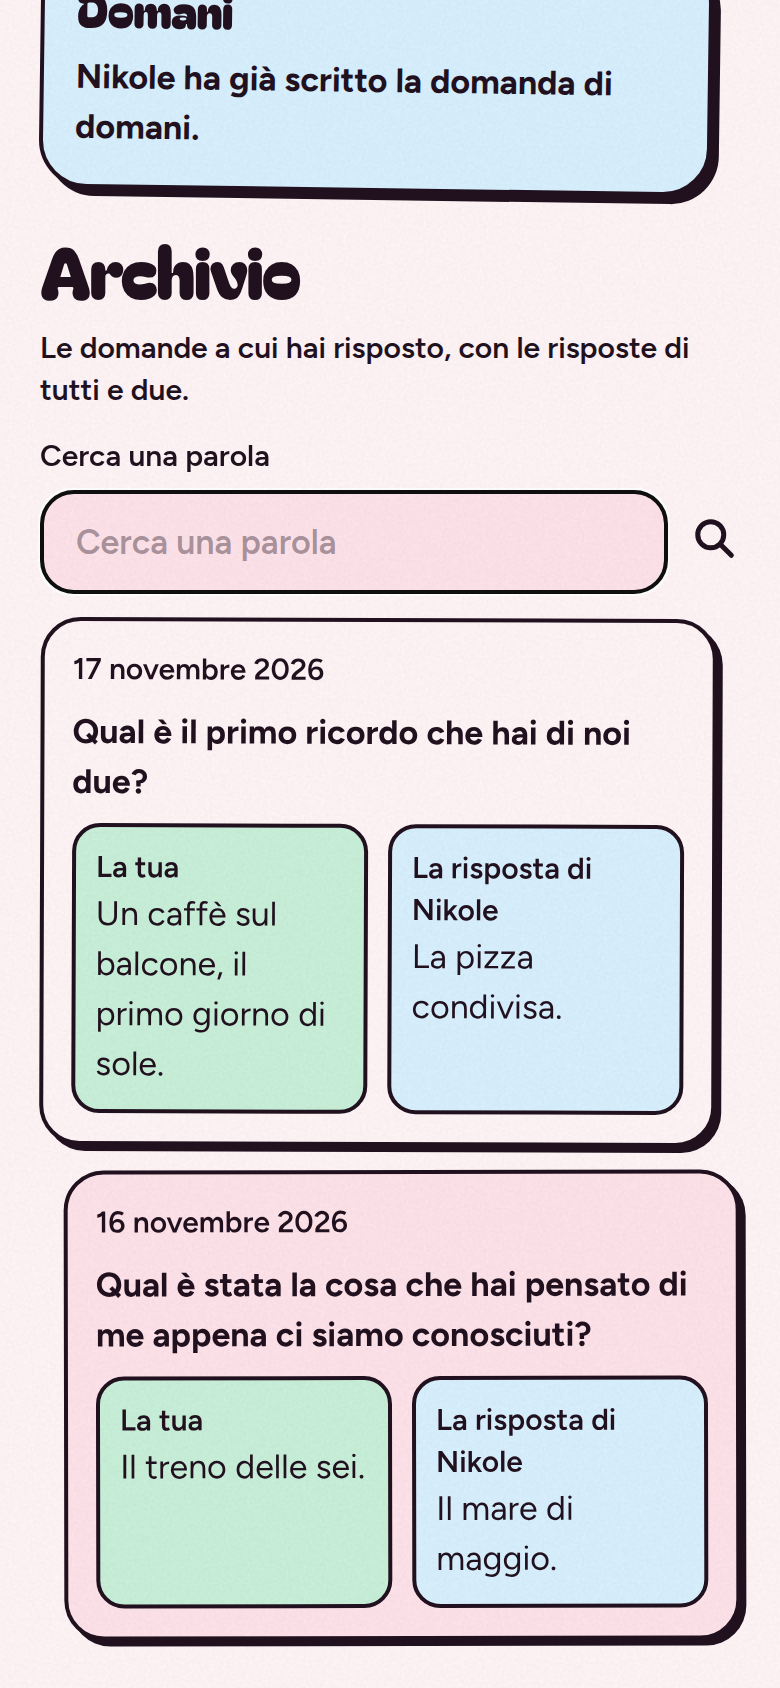 Domani
Nikole ha già scritto la domanda di
domani.
Archivio
Le domande a cui hai risposto, con le risposte di
tutti e due.
Cerca una parola
Cerca una parola
17 novembre 2026
Qual è il primo ricordo che hai di noi
due?
La tua
Un caffè sul
balcone, il
primo giorno di
sole.
La risposta di
Nikole
La pizza
condivisa.
16 novembre 2026
Qual è stata la cosa che hai pensato di
me appena ci siamo conosciuti?
La tua
Il treno delle sei.
La risposta di
Nikole
Il mare di
maggio.